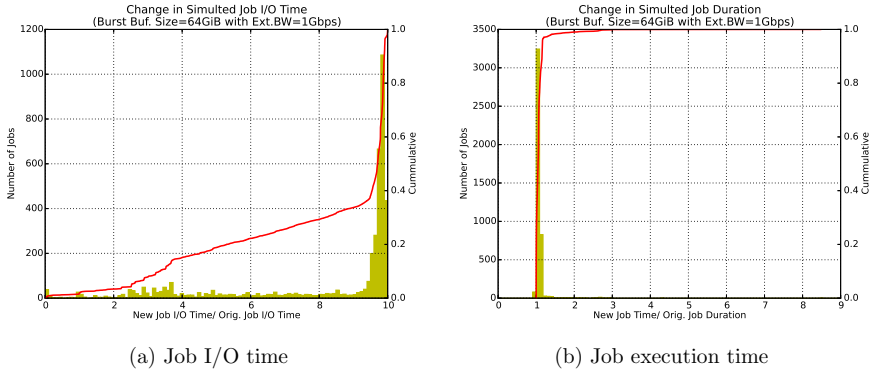 Change in Simulted Job I/O Time
(Burst Buf. Size=64GiB with Ext.BW=1Gbps)
1200
1000
800
600
400
200
0
Number of Jobs
1.0
0.8
0.6
0.4
0.2
0.0
Cummulative
0 2 4 6 8 10
New Job I/O Time/ Orig. Job I/O Time
(a) Job I/O time
Change in Simulted Job Duration
(Burst Buf. Size=64GiB with Ext.BW=1Gbps)
3500
3000
2500
2000
1500
1000
500
0
Number of Jobs
1.0
0.8
0.6
0.4
0.2
0.0
Cummulative
0 1 2 3 4 5 6 7 8 9
New Job Time/ Orig. Job Duration
(b) Job execution time